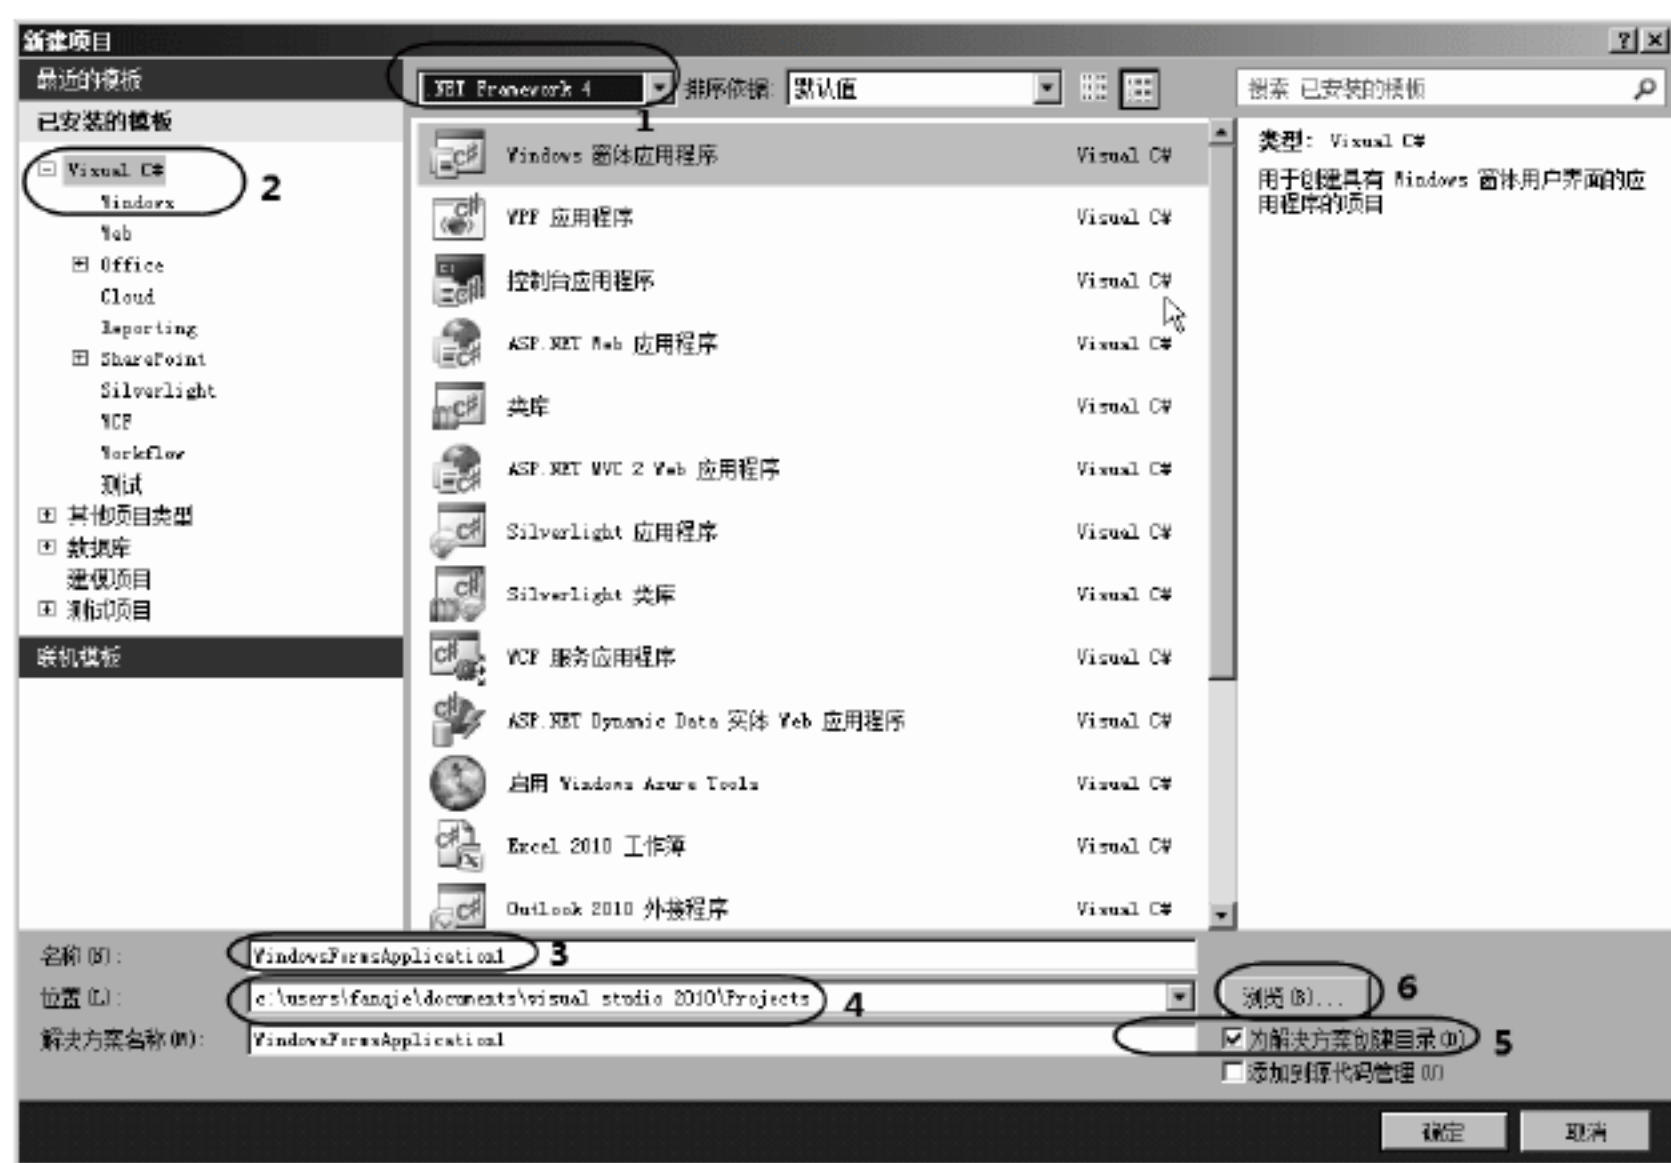 新建项目
最近的模板
.NET Framework 4
排序依据: 默认值
搜索 已安装的模板
1
已安装的模板
Visual C#
2
Windows
Web
Office
Cloud
Reporting
SharePoint
Silverlight
WCF
Workflow
测试
其他项目类型
数据库
建模项目
测试项目
联机模板
Windows 窗体应用程序 Visual C#
WPF 应用程序 Visual C#
控制台应用程序 Visual C#
ASP.NET Web 应用程序 Visual C#
类库 Visual C#
ASP.NET MVC 2 Web 应用程序 Visual C#
Silverlight 应用程序 Visual C#
Silverlight 类库 Visual C#
WCF 服务应用程序 Visual C#
ASP.NET Dynamic Data 实体 Web 应用程序 Visual C#
启用 Windows Azure Tools Visual C#
Excel 2010 工作簿 Visual C#
Outlook 2010 外接程序 Visual C#
类型: Visual C#
用于创建具有 Windows 窗体用户界面的应
用程序的项目
名称(N): WindowsFormsApplication1 3
位置(L): c:\users\fanqie\documents\visual studio 2010\Projects 4
浏览(B)... 6
解决方案名称(M): WindowsFormsApplication1
为解决方案创建目录(D) 5
添加到源代码管理(U)
确定 取消